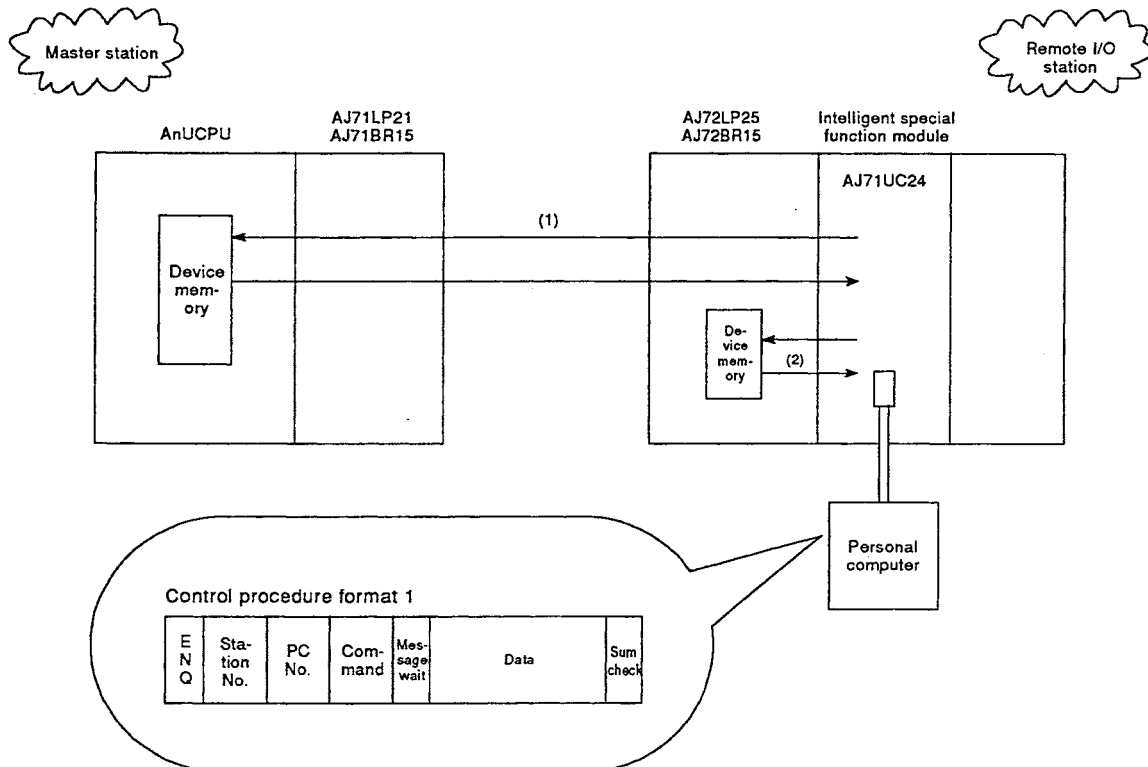 Master station
Remote I/O
station
AnUCPU
AJ71LP21
AJ71BR15
AJ72LP25
AJ72BR15
Intelligent special
function module
AJ71UC24
(1)
Device
mem-
ory
De-
vice
mem-
ory
(2)
Personal
computer
Control procedure format 1
E
N
Q
Sta-
tion
No.
PC
No.
Com-
mand
Mes-
sage
wait
Data
Sum
check